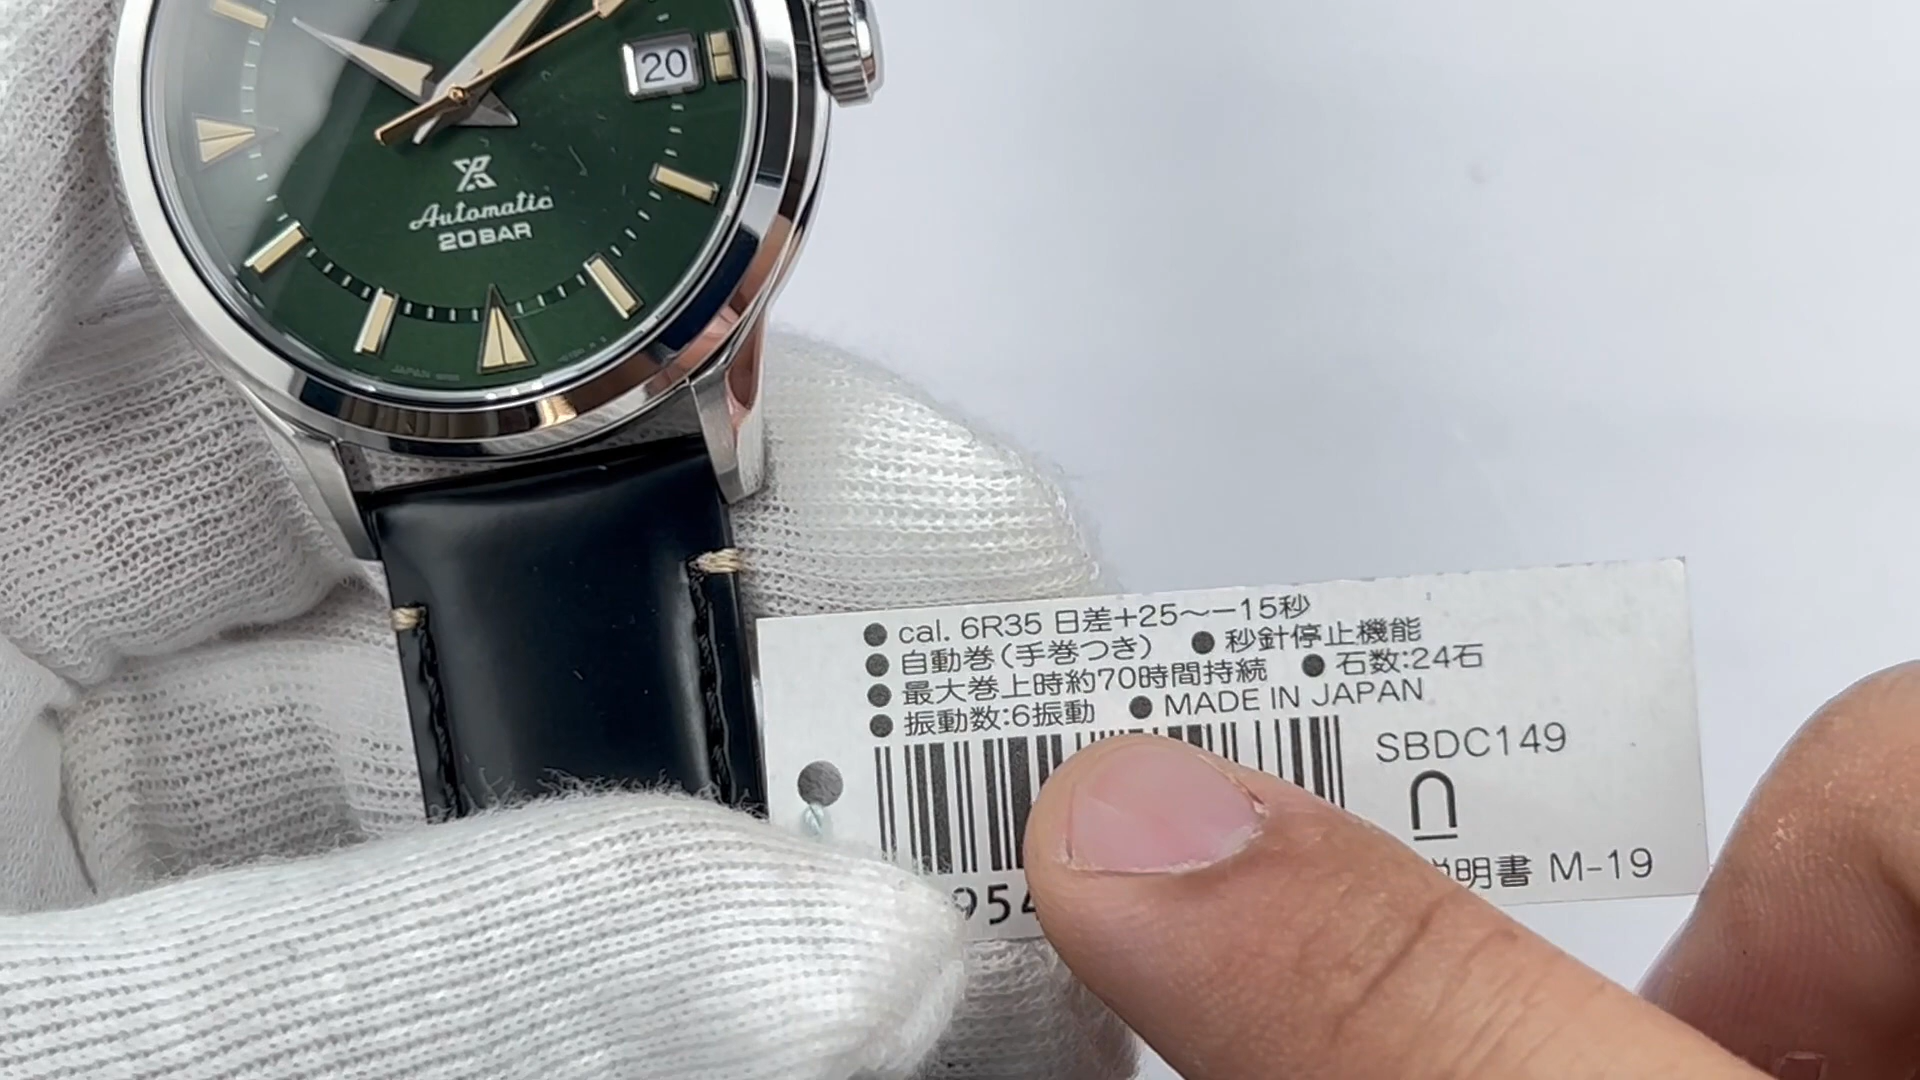 20
Automatic
20BAR
JAPAN
● cal. 6R35 日差+25〜−15秒
● 自動巻(手巻つき) ● 秒針停止機能
● 最大巻上時約70時間持続 ● 石数:24石
● 振動数:6振動 ● MADE IN JAPAN
SBDC149
954
明書 M-19